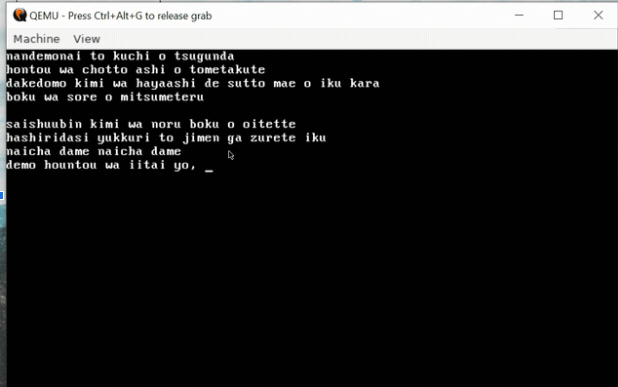 QEMU - Press Ctrl+Alt+G to release grab
Machine View
nandemonai to kuchi o tsugunda
hontou wa chotto ashi o tometakute
dakedomo kimi wa hayaashi de sutto mae o iku kara
boku wa sore o mitsumeteru
saishuubin kimi wa noru boku o oitette
hashiridasi yukkuri to jimen ga zurete iku
naicha dame naicha dame
demo hountou wa iitai yo, _